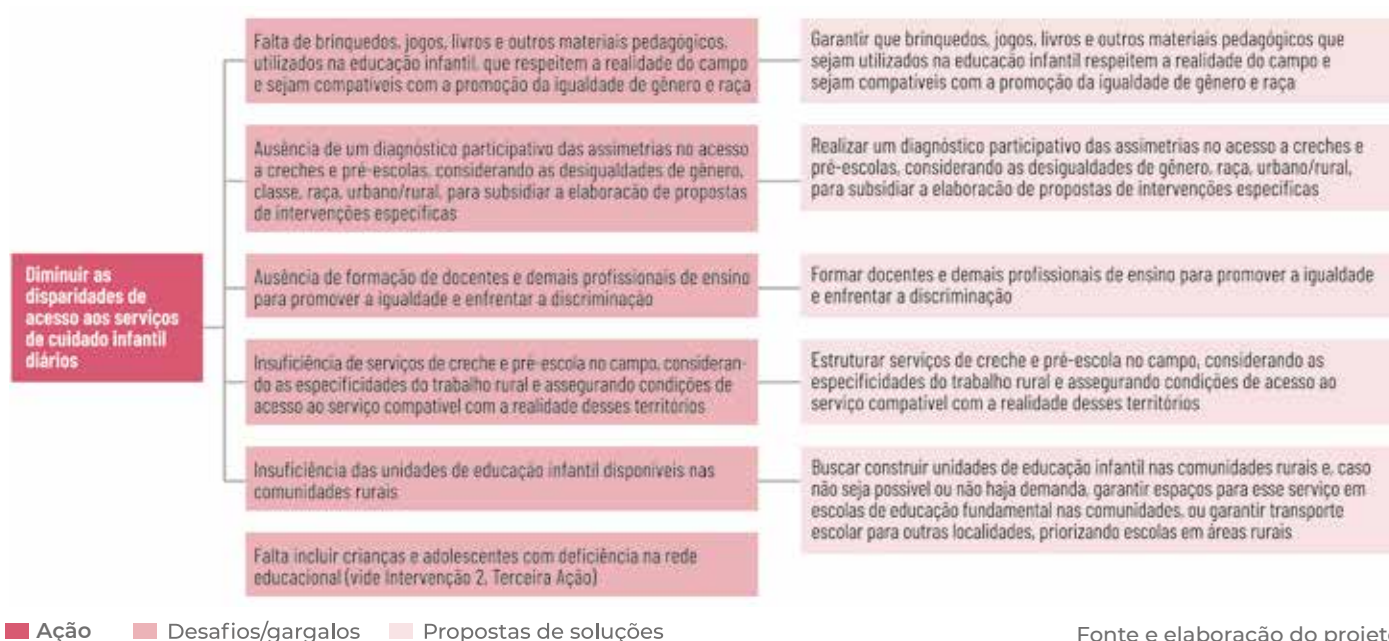 Falta de brinquedos, jogos, livros e outros materiais pedagógicos,
utilizados na educação infantil, que respeitem a realidade do campo
e sejam compatíveis com a promoção da igualdade de gênero e raça
Garantir que brinquedos, jogos, livros e outros materiais pedagógicos que
sejam utilizados na educação infantil respeitem a realidade do campo e
sejam compatíveis com a promoção da igualdade de gênero e raça
Ausência de um diagnóstico participativo das assimetrias no acesso
a creches e pré-escolas, considerando as desigualdades de gênero,
classe, raça, urbano/rural, para subsidiar a elaboracão de propostas
de intervenções específicas
Realizar um diagnóstico participativo das assimetrias no acesso a creches e
pré-escolas, considerando as desigualdades de gênero, raça, urbano/rural,
para subsidiar a elaboracão de propostas de intervenções específicas
Diminuir as
disparidades de
acesso aos serviços
de cuidado infantil
diários
Ausência de formação de docentes e demais profissionais de ensino
para promover a igualdade e enfrentar a discriminação
Formar docentes e demais profissionais de ensino para promover a igualdade
e enfrentar a discriminação
Insuficiência de serviços de creche e pré-escola no campo, consideran-
do as especificidades do trabalho rural e assegurando condições de
acesso ao serviço compatível com a realidade desses territórios
Estruturar serviços de creche e pré-escola no campo, considerando as
especificidades do trabalho rural e assegurando condições de acesso ao
serviço compatível com a realidade desses territórios
Insuficiência das unidades de educação infantil disponíveis nas
comunidades rurais
Buscar construir unidades de educação infantil nas comunidades rurais e, caso
não seja possível ou não haja demanda, garantir espaços para esse serviço em
escolas de educação fundamental nas comunidades, ou garantir transporte
escolar para outras localidades, priorizando escolas em áreas rurais
Falta incluir crianças e adolescentes com deficiência na rede
educacional (vide Intervenção 2, Terceira Ação)
Ação Desafios/gargalos Propostas de soluções
Fonte e elaboração do projeto